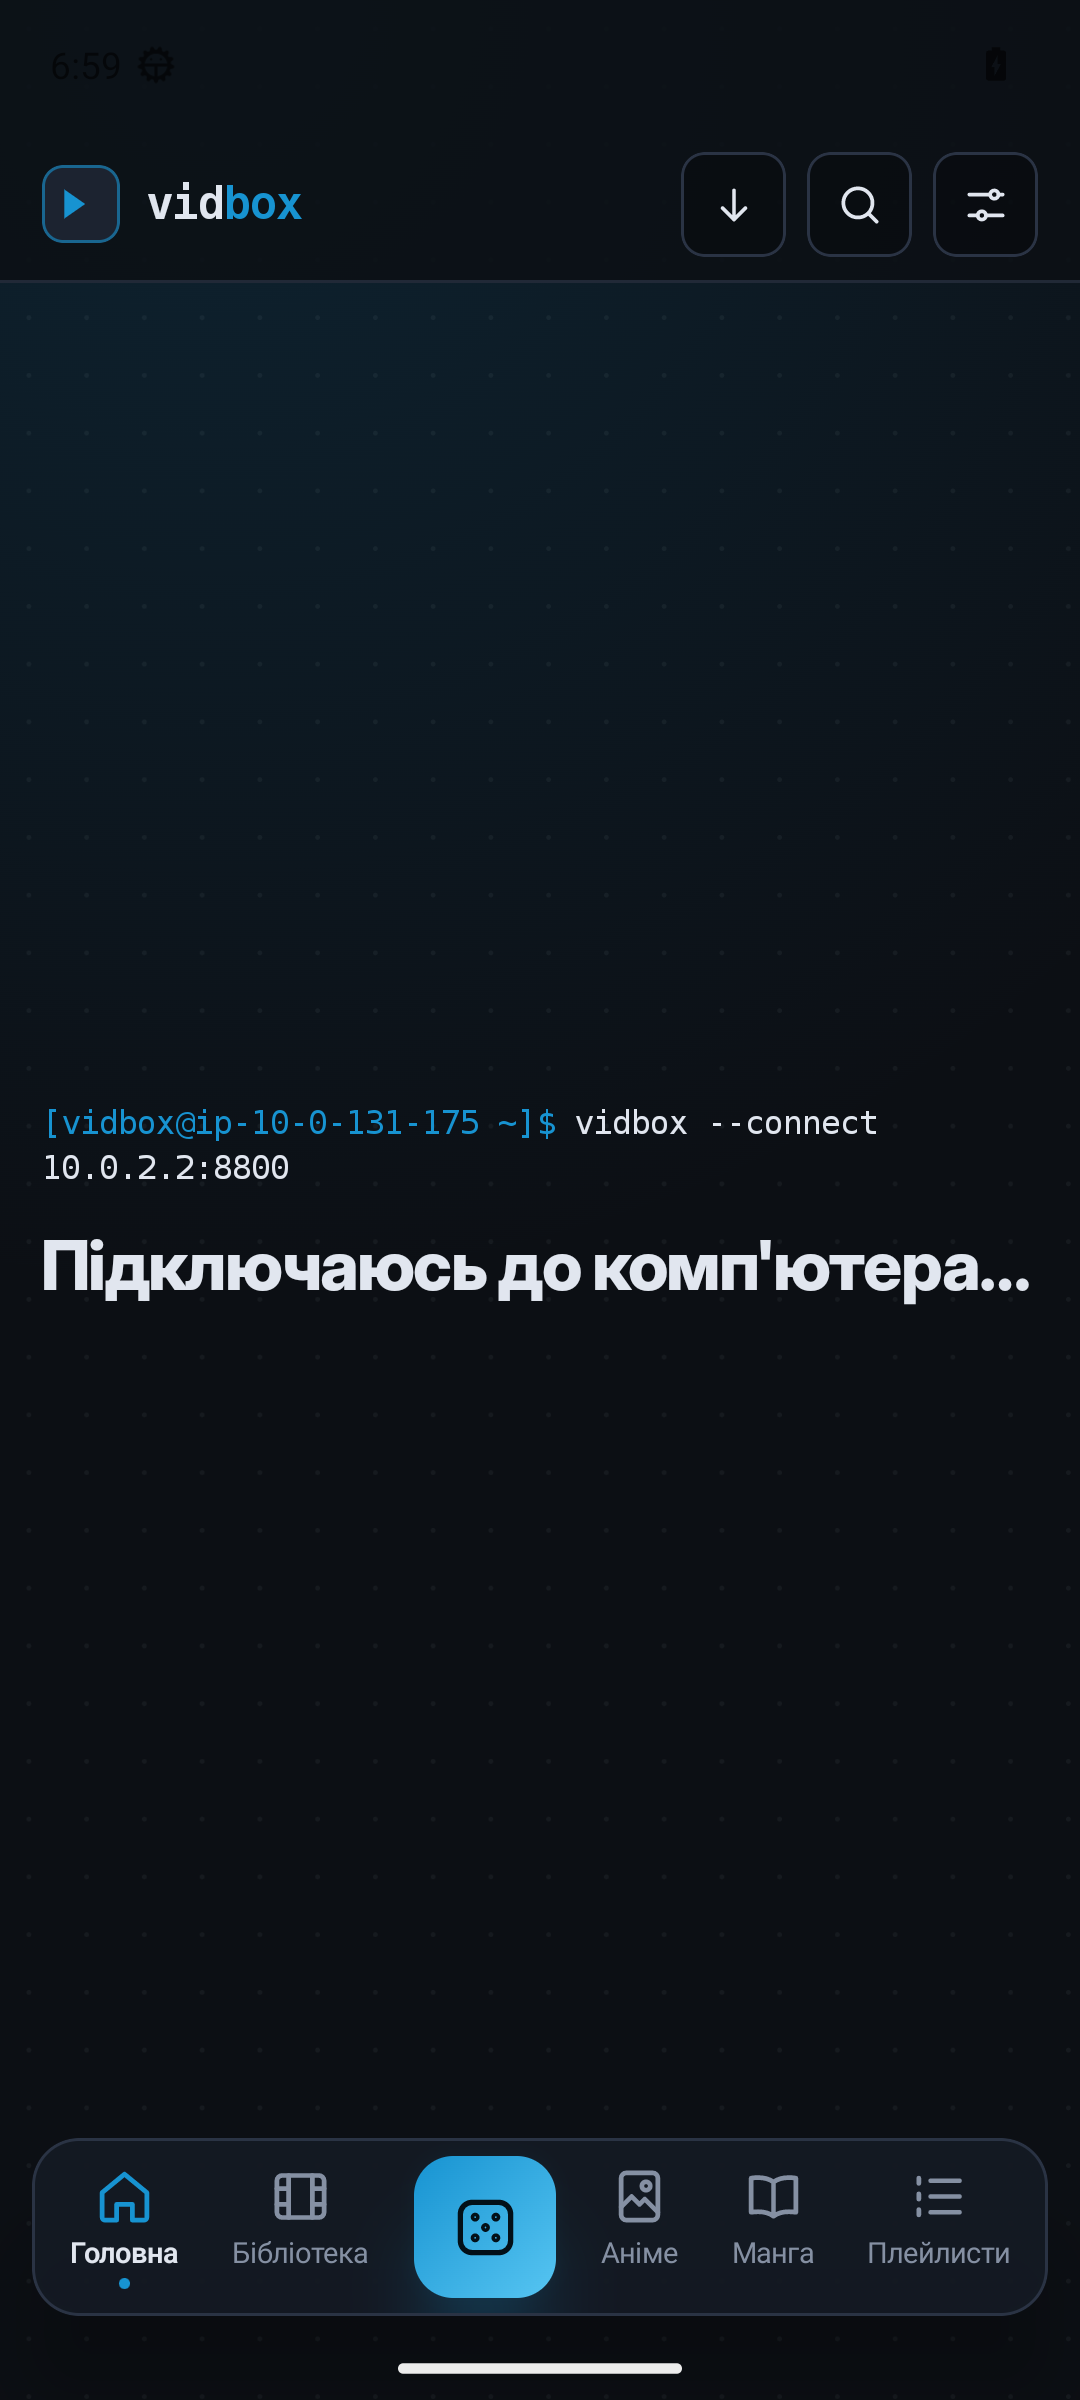 6:59
vidbox
[vidbox@ip-10-0-131-175 ~]$ vidbox --connect
10.0.2.2:8800
Підключаюсь до комп'ютера...
Головна
Бібліотека
Аніме
Манга
Плейлисти